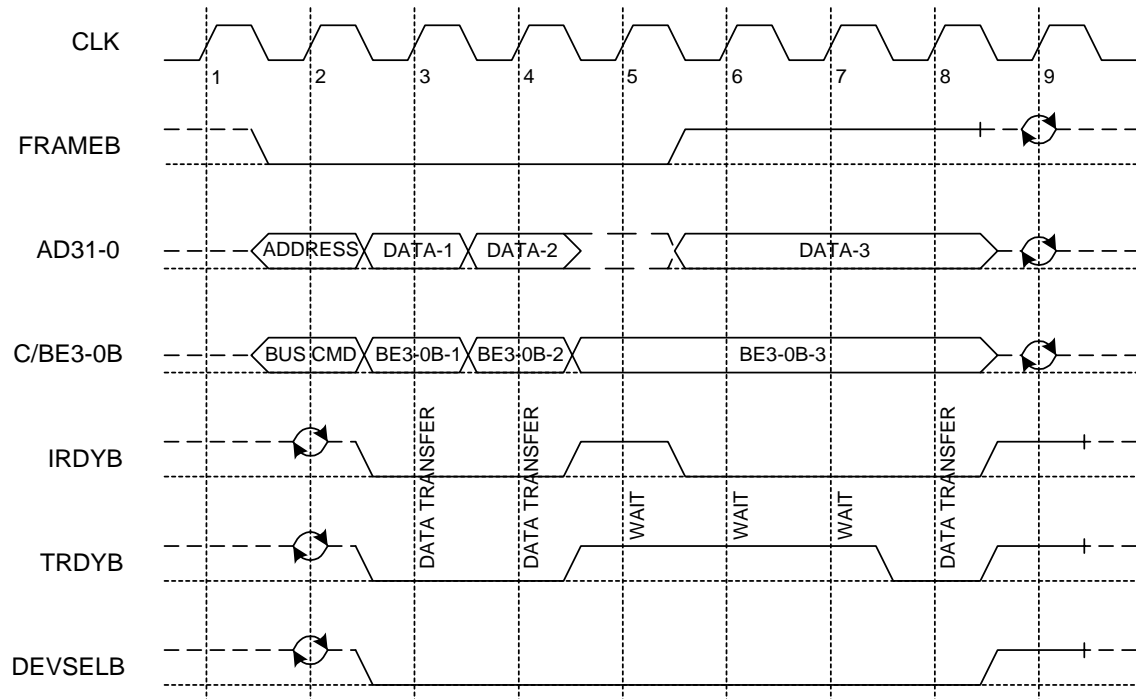 CLK
1 2 3 4 5 6 7 8 9
FRAMEB
AD31-0
ADDRESS DATA-1 DATA-2 DATA-3
C/BE3-0B
BUS CMD BE3-0B-1 BE3-0B-2 BE3-0B-3
IRDYB
DATA TRANSFER
DATA TRANSFER
WAIT
WAIT
WAIT
DATA TRANSFER
TRDYB
DEVSELB